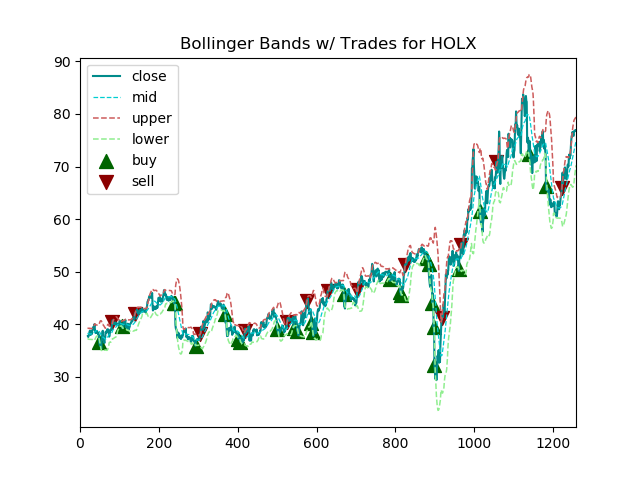 Bollinger Bands w/ Trades for HOLX
90
80
70
60
50
40
30
close
mid
upper
lower
buy
sell
0 200 400 600 800 1000 1200